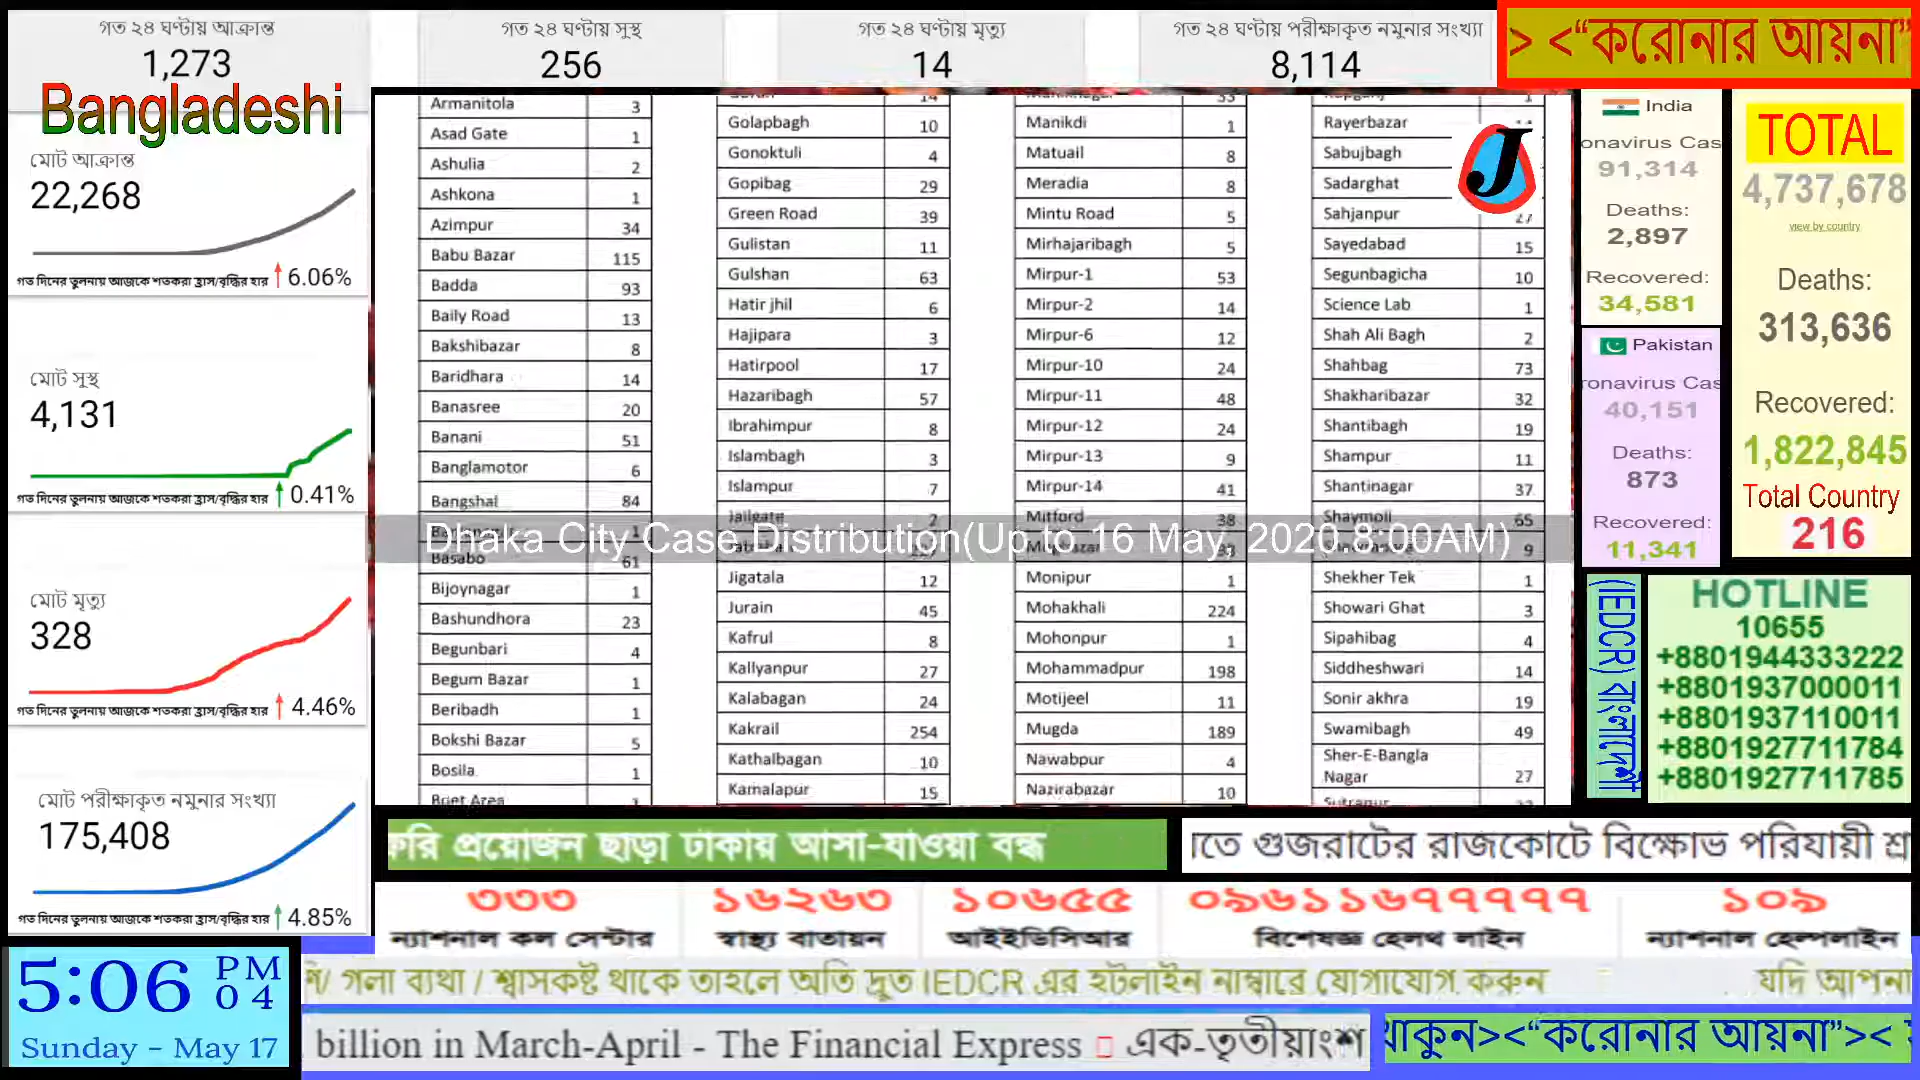 গত ২৪ ঘণ্টায় আক্রান্ত
1,273
গত ২৪ ঘণ্টায় সুস্থ
256
গত ২৪ ঘণ্টায় মৃত্যু
14
গত ২৪ ঘণ্টায় পরীক্ষাকৃত নমুনার সংখ্যা
8,114
> <“করোনার আয়না”
Bangladeshi
মোট আক্রান্ত
22,268
গত দিনের তুলনায় আজকে শতকরা হ্রাস/বৃদ্ধির হার 6.06%
মোট সুস্থ
4,131
গত দিনের তুলনায় আজকে শতকরা হ্রাস/বৃদ্ধির হার 0.41%
মোট মৃত্যু
328
গত দিনের তুলনায় আজকে শতকরা হ্রাস/বৃদ্ধির হার 4.46%
মোট পরীক্ষাকৃত নমুনার সংখ্যা
175,408
গত দিনের তুলনায় আজকে শতকরা হ্রাস/বৃদ্ধির হার 4.85%
Armanitola 3
Asad Gate 1
Ashulia 2
Ashkona 1
Azimpur 34
Babu Bazar 115
Badda 93
Baily Road 13
Bakshibazar 8
Baridhara 14
Banasree 20
Banani 51
Banglamotor 6
Bangshal 84
Basabo 61
Bijoynagar 1
Bashundhora 23
Begunbari 4
Begum Bazar 1
Beribadh 1
Bokshi Bazar 5
Bosila 1
Buet Area 1
Golapbagh 10
Gonoktuli 4
Gopibag 29
Green Road 39
Gulistan 11
Gulshan 63
Hatir jhil 6
Hajipara 3
Hatirpool 17
Hazaribagh 57
Ibrahimpur 8
Islambagh 3
Islampur 7
Jailgate 2
Jigatala 12
Jurain 45
Kafrul 8
Kallyanpur 27
Kalabagan 24
Kakrail 254
Kathalbagan 10
Kamalapur 15
Manikdi 1
Matuail 8
Meradia 8
Mintu Road 5
Mirhajaribagh 5
Mirpur-1 53
Mirpur-2 14
Mirpur-6 12
Mirpur-10 24
Mirpur-11 48
Mirpur-12 24
Mirpur-13 9
Mirpur-14 41
Mitford 38
Monipur 1
Mohakhali 224
Mohonpur 1
Mohammadpur 198
Motijeel 11
Mugda 189
Nawabpur 4
Nazirabazar 10
Rayerbazar
Sabujbagh
Sadarghat
Sahjanpur 27
Sayedabad 15
Segunbagicha 10
Science Lab 1
Shah Ali Bagh 2
Shahbag 73
Shakharibazar 32
Shantibagh 19
Shampur 11
Shantinagar 37
Shaymoli 65
9
Shekher Tek 1
Showari Ghat 3
Sipahibag 4
Siddheshwari 14
Sonir akhra 19
Swamibagh 49
Sher-E-Bangla
Nagar 27
Dhaka City Case Distribution(Up to 16 May, 2020 8:00AM)
J
India
onavirus Cas
91,314
Deaths:
2,897
Recovered:
34,581
Pakistan
ronavirus Cas
40,151
Deaths:
873
Recovered:
11,341
TOTAL
4,737,678
view by country
Deaths:
313,636
Recovered:
1,822,845
Total Country
216
(IEDCR) বাংলাদেশ
HOTLINE
10655
+8801944333222
+8801937000011
+8801937110011
+8801927711784
+8801927711785
করি প্রয়োজন ছাড়া ঢাকায় আসা-যাওয়া বন্ধ
তে গুজরাটের রাজকোটে বিক্ষোভ পরিযায়ী শ্র
৩৩৩
ন্যাশনাল কল সেন্টার
১৬২৬৩
স্বাস্থ্য বাতায়ন
১০৬৫৫
আইইডিসিআর
০৯৬১১৬৭৭৭৭৭
বিশেষজ্ঞ হেলথ লাইন
১০৯
ন্যাশনাল হেল্পলাইন
5:06 PM
04
Sunday - May 17
শি/ গলা ব্যথা / শ্বাসকষ্ট থাকে তাহলে অতি দ্রুত IEDCR এর হটলাইন নাম্বারে যোগাযোগ করুন যদি আপনা
billion in March-April - The Financial Express এক-তৃতীয়াংশ
থাকুন><“করোনার আয়না”><